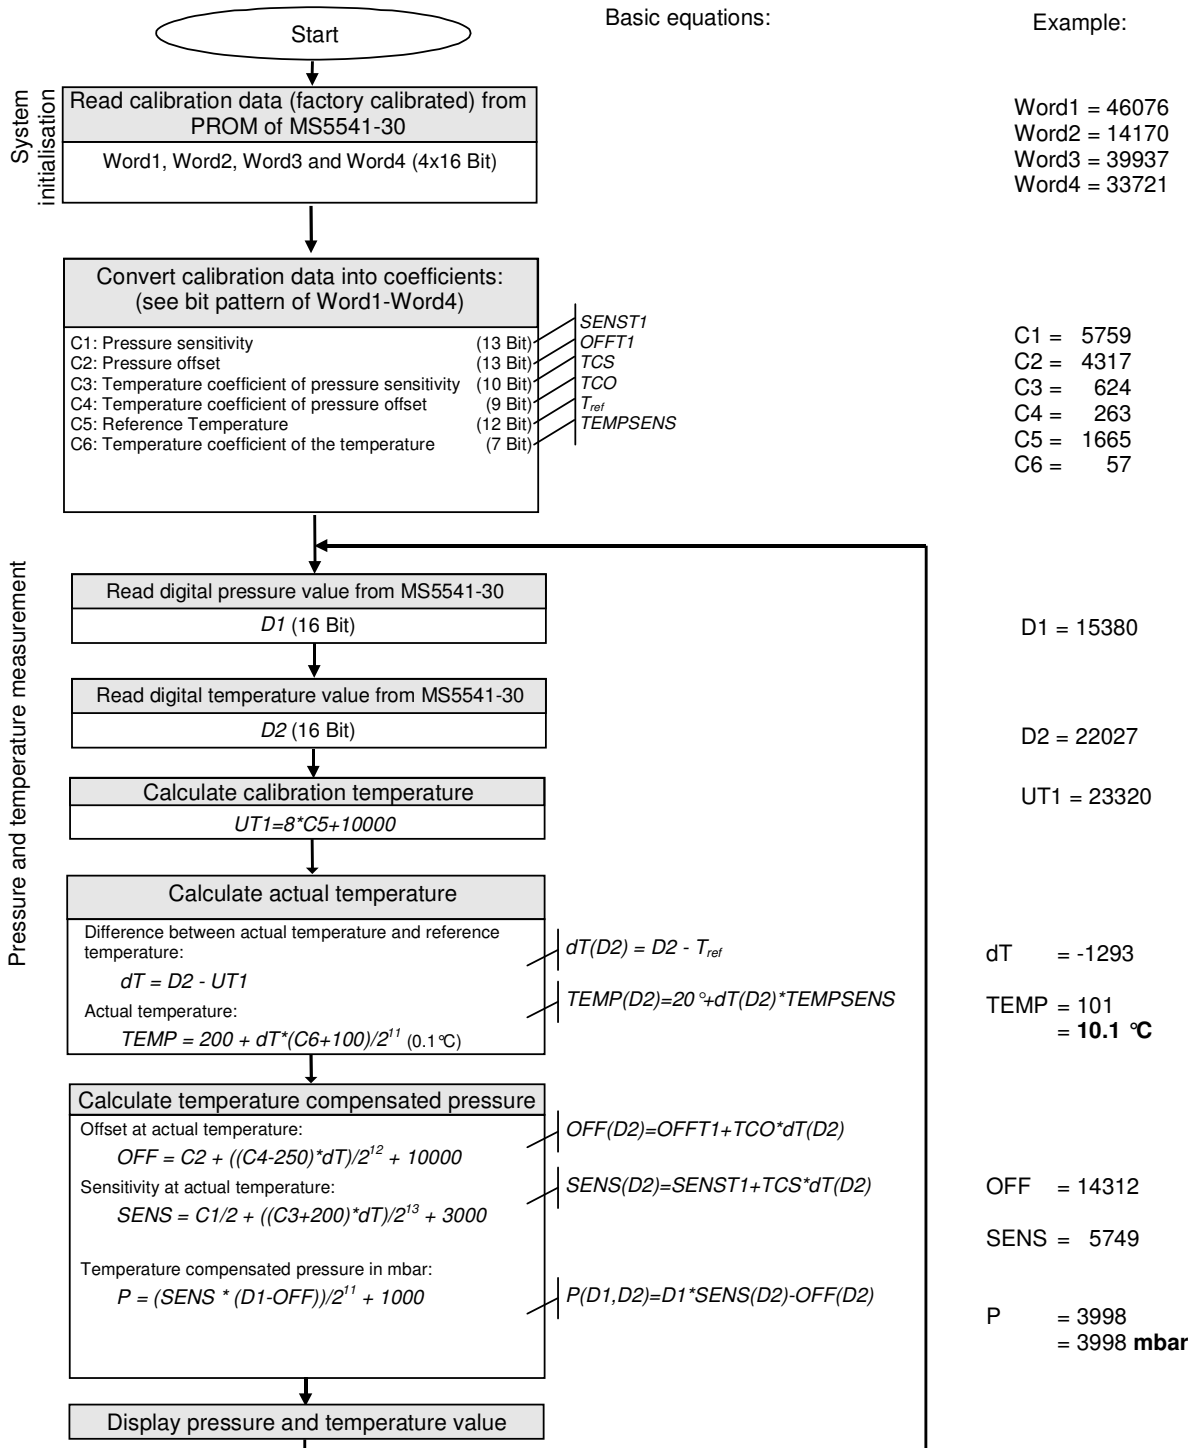 Basic equations:
Example:
Start
System
initialisation
Read calibration data (factory calibrated) from
PROM of MS5541-30
Word1, Word2, Word3 and Word4 (4x16 Bit)
Word1 = 46076
Word2 = 14170
Word3 = 39937
Word4 = 33721
Convert calibration data into coefficients:
(see bit pattern of Word1-Word4)
C1: Pressure sensitivity (13 Bit)
C2: Pressure offset (13 Bit)
C3: Temperature coefficient of pressure sensitivity (10 Bit)
C4: Temperature coefficient of pressure offset (9 Bit)
C5: Reference Temperature (12 Bit)
C6: Temperature coefficient of the temperature (7 Bit)
SENST1
OFFT1
TCS
TCO
Tref
TEMPSENS
C1 = 5759
C2 = 4317
C3 = 624
C4 = 263
C5 = 1665
C6 = 57
Pressure and temperature measurement
Read digital pressure value from MS5541-30
D1 (16 Bit)
D1 = 15380
Read digital temperature value from MS5541-30
D2 (16 Bit)
D2 = 22027
Calculate calibration temperature
UT1=8*C5+10000
UT1 = 23320
Calculate actual temperature
Difference between actual temperature and reference
temperature:
dT = D2 - UT1
dT(D2) = D2 - Tref
dT = -1293
Actual temperature:
TEMP = 200 + dT*(C6+100)/2^11 (0.1°C)
TEMP(D2)=20°+dT(D2)*TEMPSENS
TEMP = 101
= 10.1 °C
Calculate temperature compensated pressure
Offset at actual temperature:
OFF = C2 + ((C4-250)*dT)/2^12 + 10000
OFF(D2)=OFFT1+TCO*dT(D2)
OFF = 14312
Sensitivity at actual temperature:
SENS = C1/2 + ((C3+200)*dT)/2^13 + 3000
SENS(D2)=SENST1+TCS*dT(D2)
SENS = 5749
Temperature compensated pressure in mbar:
P = (SENS * (D1-OFF))/2^11 + 1000
P(D1,D2)=D1*SENS(D2)-OFF(D2)
P = 3998
= 3998 mbar
Display pressure and temperature value